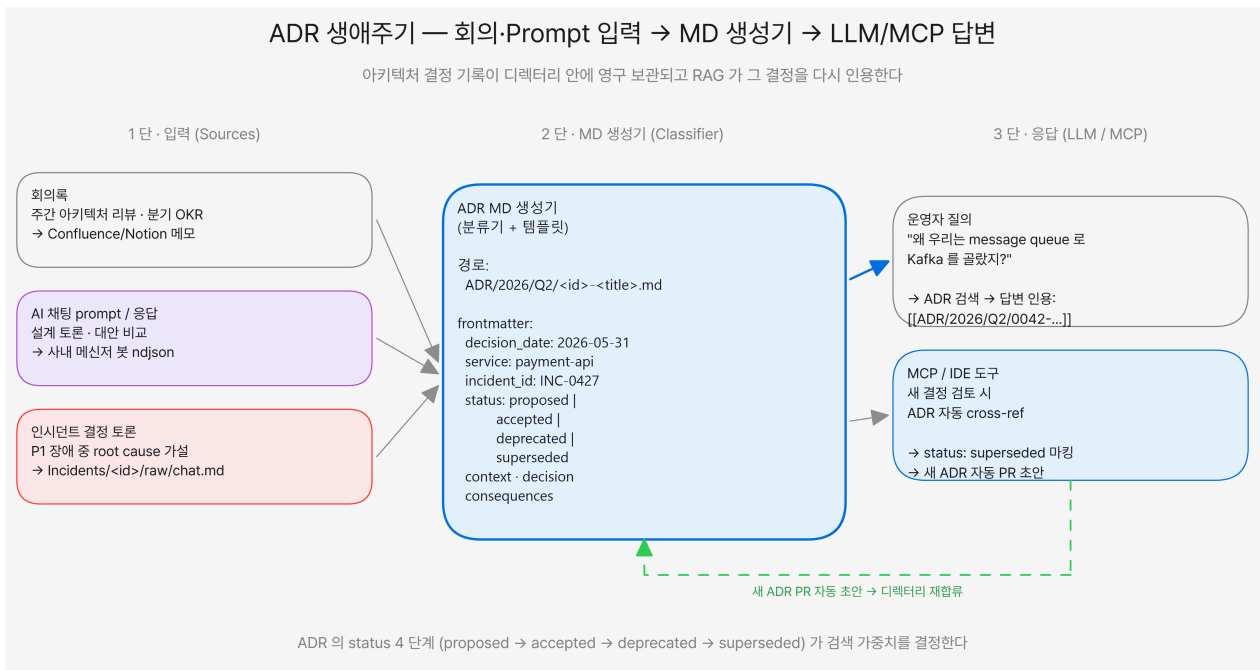 ADR 생애주기 — 회의·Prompt 입력 → MD 생성기 → LLM/MCP 답변
아키텍처 결정 기록이 디렉터리 안에 영구 보관되고 RAG 가 그 결정을 다시 인용한다
1 단 · 입력 (Sources)
회의록
주간 아키텍처 리뷰 · 분기 OKR
→ Confluence/Notion 메모
AI 채팅 prompt / 응답
설계 토론 · 대안 비교
→ 사내 메신저 봇 ndjson
인시던트 결정 토론
P1 장애 중 root cause 가설
→ Incidents/<id>/raw/chat.md
2 단 · MD 생성기 (Classifier)
ADR MD 생성기
(분류기 + 템플릿)
경로:
ADR/2026/Q2/<id>-<title>.md
frontmatter:
decision_date: 2026-05-31
service: payment-api
incident_id: INC-0427
status: proposed |
accepted |
deprecated |
superseded
context · decision
consequences
3 단 · 응답 (LLM / MCP)
운영자 질의
"왜 우리는 message queue 로
Kafka 를 골랐지?"
→ ADR 검색 → 답변 인용:
[[ADR/2026/Q2/0042-...]]
MCP / IDE 도구
새 결정 검토 시
ADR 자동 cross-ref
→ status: superseded 마킹
→ 새 ADR 자동 PR 초안
새 ADR PR 자동 초안 → 디렉터리 재합류
ADR 의 status 4 단계 (proposed → accepted → deprecated → superseded) 가 검색 가중치를 결정한다